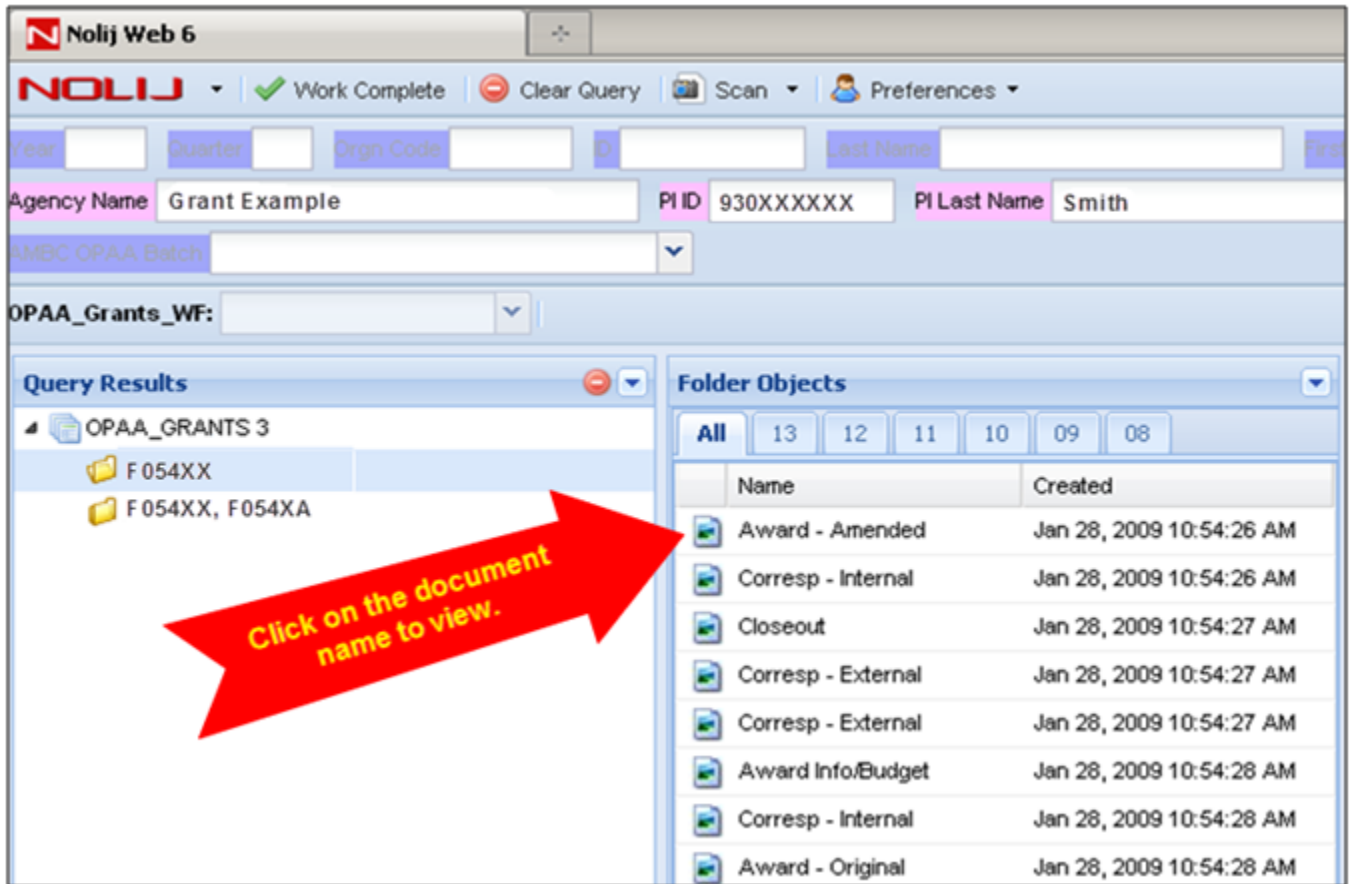 Nolij Web 6
NOLIJ Work Complete Clear Query Scan Preferences
Year Quarter Orgn Code ID Last Name First
Agency Name Grant Example PI ID 930XXXXXX PI Last Name Smith
AMBC OPAA Batch
OPAA_Grants_WF:
Query Results
OPAA_GRANTS 3
F054XX
F054XX, F054XA
Click on the document
name to view.
Folder Objects
All 13 12 11 10 09 08
Name Created
Award - Amended Jan 28, 2009 10:54:26 AM
Corresp - Internal Jan 28, 2009 10:54:26 AM
Closeout Jan 28, 2009 10:54:27 AM
Corresp - External Jan 28, 2009 10:54:27 AM
Corresp - External Jan 28, 2009 10:54:27 AM
Award Info/Budget Jan 28, 2009 10:54:28 AM
Corresp - Internal Jan 28, 2009 10:54:28 AM
Award - Original Jan 28, 2009 10:54:28 AM